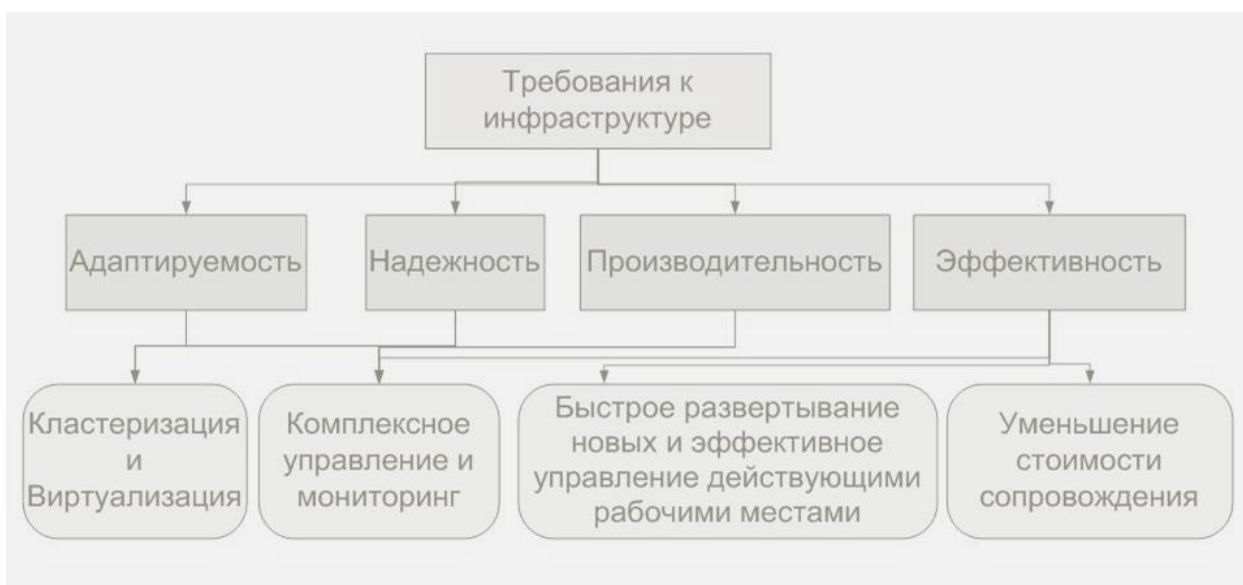 Требования к
инфраструктуре
Адаптируемость
Надежность
Производительность
Эффективность
Кластеризация
и
Виртуализация
Комплексное
управление и
мониторинг
Быстрое развертывание
новых и эффективное
управление действующими
рабочими местами
Уменьшение
стоимости
сопровождения